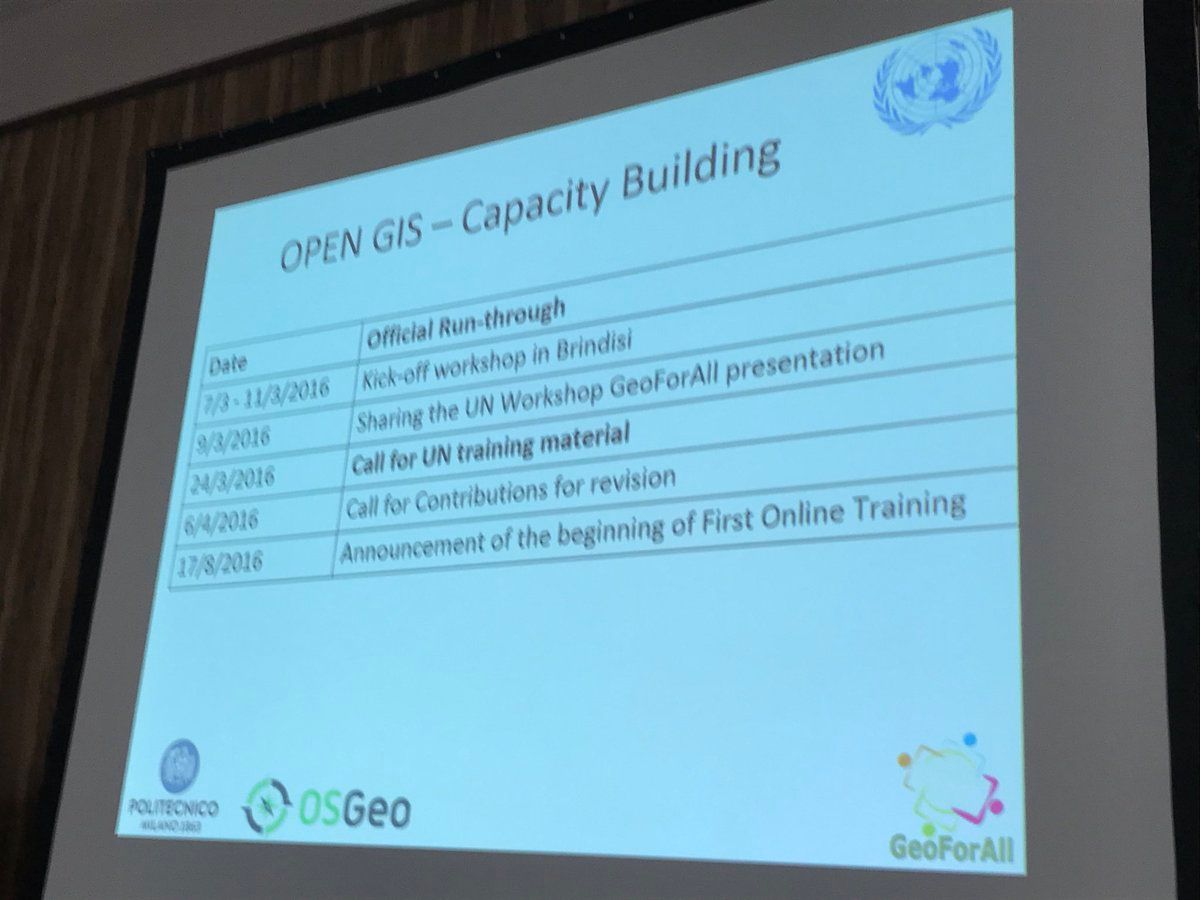 OPEN GIS – Capacity Building
Date Official Run-through
7/3 - 11/3/2016 Kick-off workshop in Brindisi
9/3/2016 Sharing the UN Workshop GeoForAll presentation
24/3/2016 Call for UN training material
6/4/2016 Call for Contributions for revision
17/8/2016 Announcement of the beginning of First Online Training
POLITECNICO
MILANO 1863
OSGeo
GeoForAll